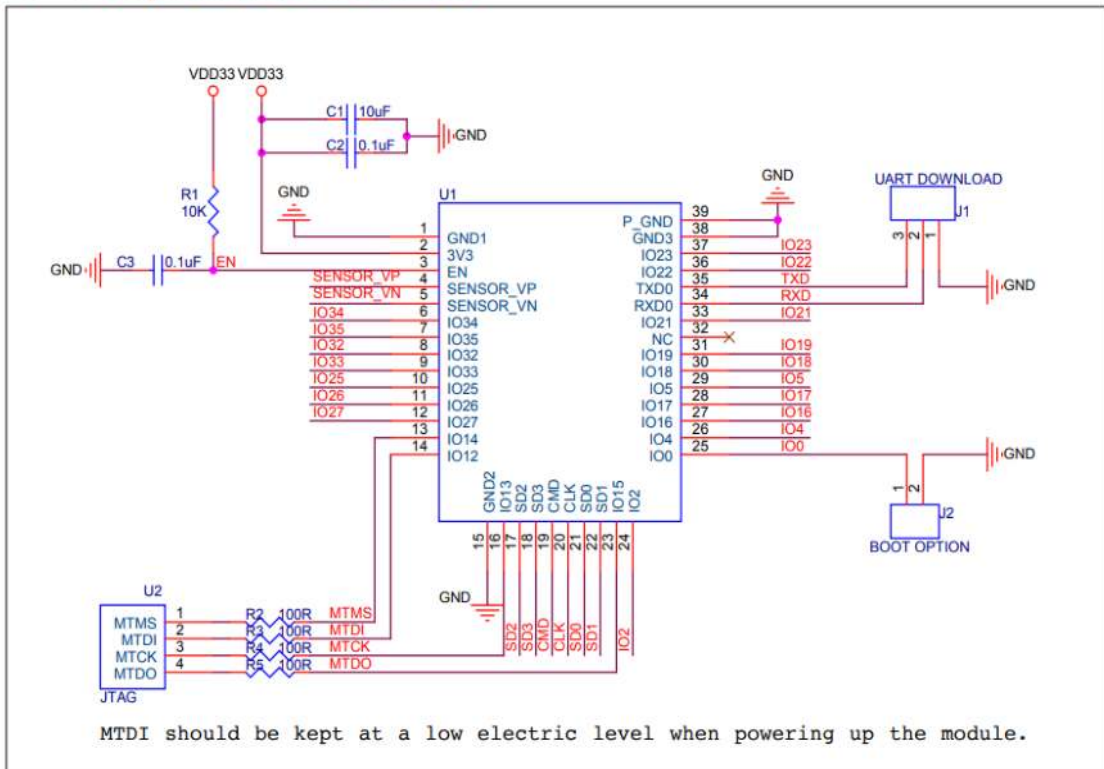 VDD33 VDD33
C1 10uF
GND
C2 0.1uF
R1
10K
GND
C3 0.1uF EN
GND
U1
1 GND1
2 3V3
3 EN
SENSOR_VP 4 SENSOR_VP
SENSOR_VN 5 SENSOR_VN
IO34 6 IO34
IO35 7 IO35
IO32 8 IO32
IO33 9 IO33
IO25 10 IO25
IO26 11 IO26
IO27 12 IO27
13 IO14
14 IO12
P_GND 39
GND3 38
IO23 37 IO23
IO22 36 IO22
TXD0 35 TXD
RXD0 34 RXD
IO21 33 IO21
NC 32
IO19 31 IO19
IO18 30 IO18
IO5 29 IO5
IO17 28 IO17
IO16 27 IO16
IO4 26 IO4
IO0 25 IO0
GND
UART DOWNLOAD
J1
3 2 1
GND
GND
1 2
J2
BOOT OPTION
GND2 IO13 SD2 SD3 CMD CLK SD0 SD1 IO15 IO2
15 16 17 18 19 20 21 22 23 24
GND
SD2 SD3 CMD CLK SD0 SD1 IO2
U2
MTMS 1 R2 100R MTMS
MTDI 2 R3 100R MTDI
MTCK 3 R4 100R MTCK
MTDO 4 R5 100R MTDO
JTAG
MTDI should be kept at a low electric level when powering up the module.